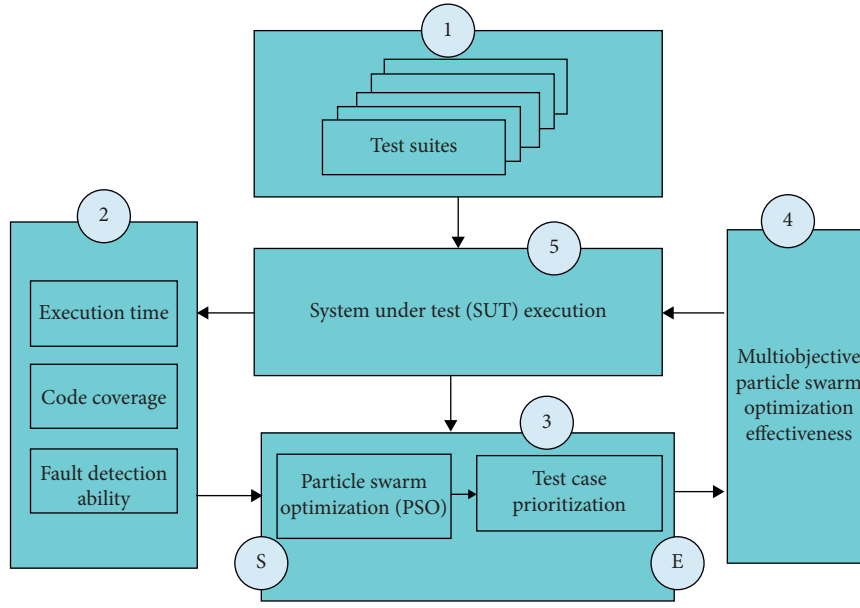 1
Test suites
2
Execution time
Code coverage
Fault detection
ability
5
System under test (SUT) execution
4
Multiobjective
particle swarm
optimization
effectiveness
3
Particle swarm
optimization (PSO)
Test case
prioritization
S
E